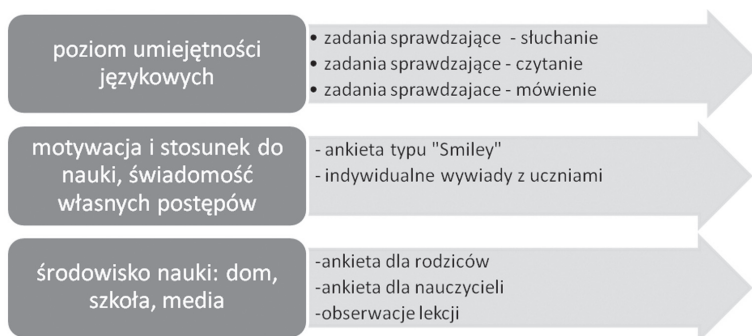 poziom umiejętności
językowych
• zadania sprawdzające - słuchanie
• zadania sprawdzające - czytanie
• zadania sprawdzajace - mówienie
motywacja i stosunek do
nauki, świadomość
własnych postępów
- ankieta typu "Smiley"
- indywidualne wywiady z uczniami
środowisko nauki: dom,
szkoła, media
-ankieta dla rodziców
-ankieta dla nauczycieli
-obserwacje lekcji